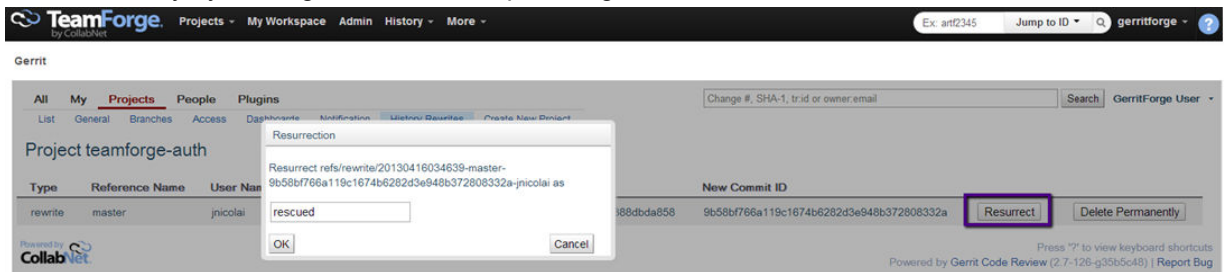 TeamForge.
by CollabNet
Projects
My Workspace
Admin
History
More
Ex: artf2345
Jump to ID
gerritforge
?
Gerrit
All
My
Projects
People
Plugins
Change #, SHA-1, tr:id or owner:email
Search
GerritForge User
List
General
Branches
Access
Dashboards
Notification
History Rewrites
Create New Project
Resurrection
Project teamforge-auth
Resurrect refs/rewrite/20130416034639-master-
9b58bf766a119c1674b6282d3e948b372808332a-jnicolai as
Type
Reference Name
User Nam
New Commit ID
rewrite
master
jnicolai
rescued
388dbda858
9b58bf766a119c1674b6282d3e948b372808332a
Resurrect
Delete Permanently
OK
Cancel
Powered by
CollabNet.
Press '?' to view keyboard shortcuts
Powered by Gerrit Code Review (2.7-126-g35b5c48) | Report Bug